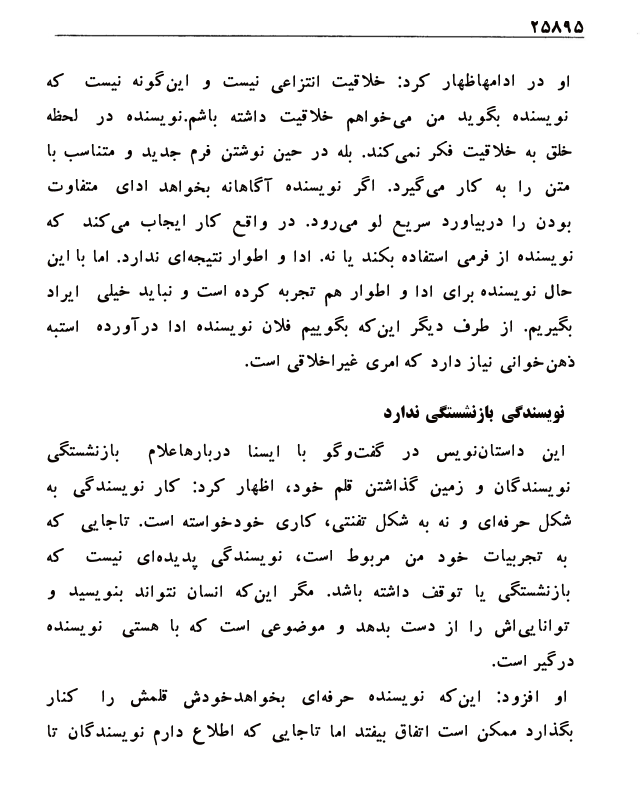 ۲۵۸۹۵
او در ادامهاظهار کرد: خلاقیت انتزاعی نیست و این‌گونه نیست که
نویسنده بگوید من می‌خواهم خلاقیت داشته باشم.نویسنده در لحظه
خلق به خلاقیت فکر نمی‌کند. بله در حین نوشتن فرم جدید و متناسب با
متن را به کار می‌گیرد. اگر نویسنده آگاهانه بخواهد ادای متفاوت
بودن را دربیاورد سریع لو می‌رود. در واقع کار ایجاب می‌کند که
نویسنده از فرمی استفاده بکند یا نه. ادا و اطوار نتیجه‌ای ندارد. اما با این
حال نویسنده برای ادا و اطوار هم تجربه کرده است و نباید خیلی ایراد
بگیریم. از طرف دیگر این‌که بگوییم فلان نویسنده ادا درآورده استبه
ذهن‌خوانی نیاز دارد که امری غیراخلاقی است.
نویسندگی بازنشستگی ندارد
این داستان‌نویس در گفت‌وگو با ایسنا دربارهاعلام بازنشستگی
نویسندگان و زمین گذاشتن قلم خود، اظهار کرد: کار نویسندگی به
شکل حرفه‌ای و نه به شکل تفننی، کاری خودخواسته است. تاجایی که
به تجربیات خود من مربوط است، نویسندگی پدیده‌ای نیست که
بازنشستگی یا توقف داشته باشد. مگر این‌که انسان نتواند بنویسید و
توانایی‌اش را از دست بدهد و موضوعی است که با هستی نویسنده
درگیر است.
او افزود: این‌که نویسنده حرفه‌ای بخواهدخودش قلمش را کنار
بگذارد ممکن است اتفاق بیفتد اما تاجایی که اطلاع دارم نویسندگان تا